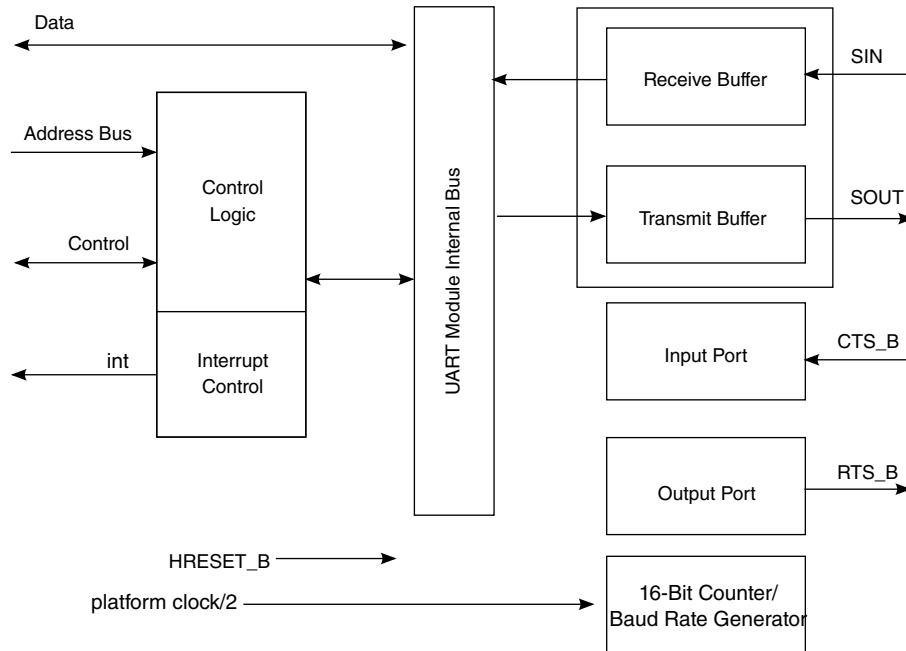 Data
SIN
Receive Buffer
Address Bus
Control
Logic
UART Module Internal Bus
SOUT
Transmit Buffer
Control
CTS_B
Input Port
int
Interrupt
Control
RTS_B
Output Port
HRESET_B
platform clock/2
16-Bit Counter/
Baud Rate Generator